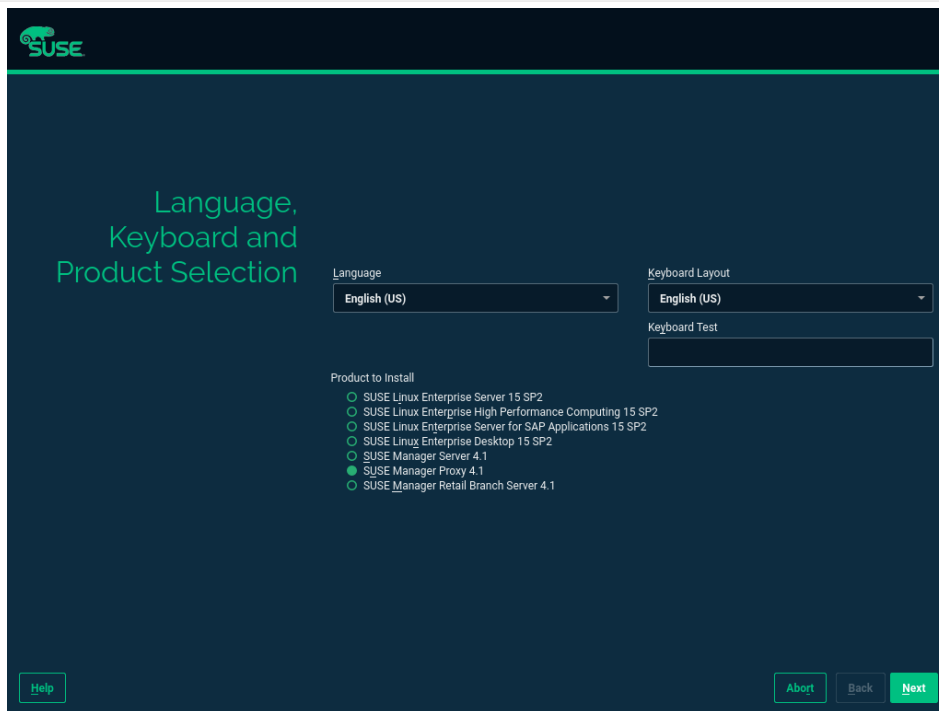 SUSE
Language,
Keyboard and
Product Selection
Language
Keyboard Layout
English (US)
English (US)
Keyboard Test
Product to Install
SUSE Linux Enterprise Server 15 SP2
SUSE Linux Enterprise High Performance Computing 15 SP2
SUSE Linux Enterprise Server for SAP Applications 15 SP2
SUSE Linux Enterprise Desktop 15 SP2
SUSE Manager Server 4.1
SUSE Manager Proxy 4.1
SUSE Manager Retail Branch Server 4.1
Help
Abort
Back
Next